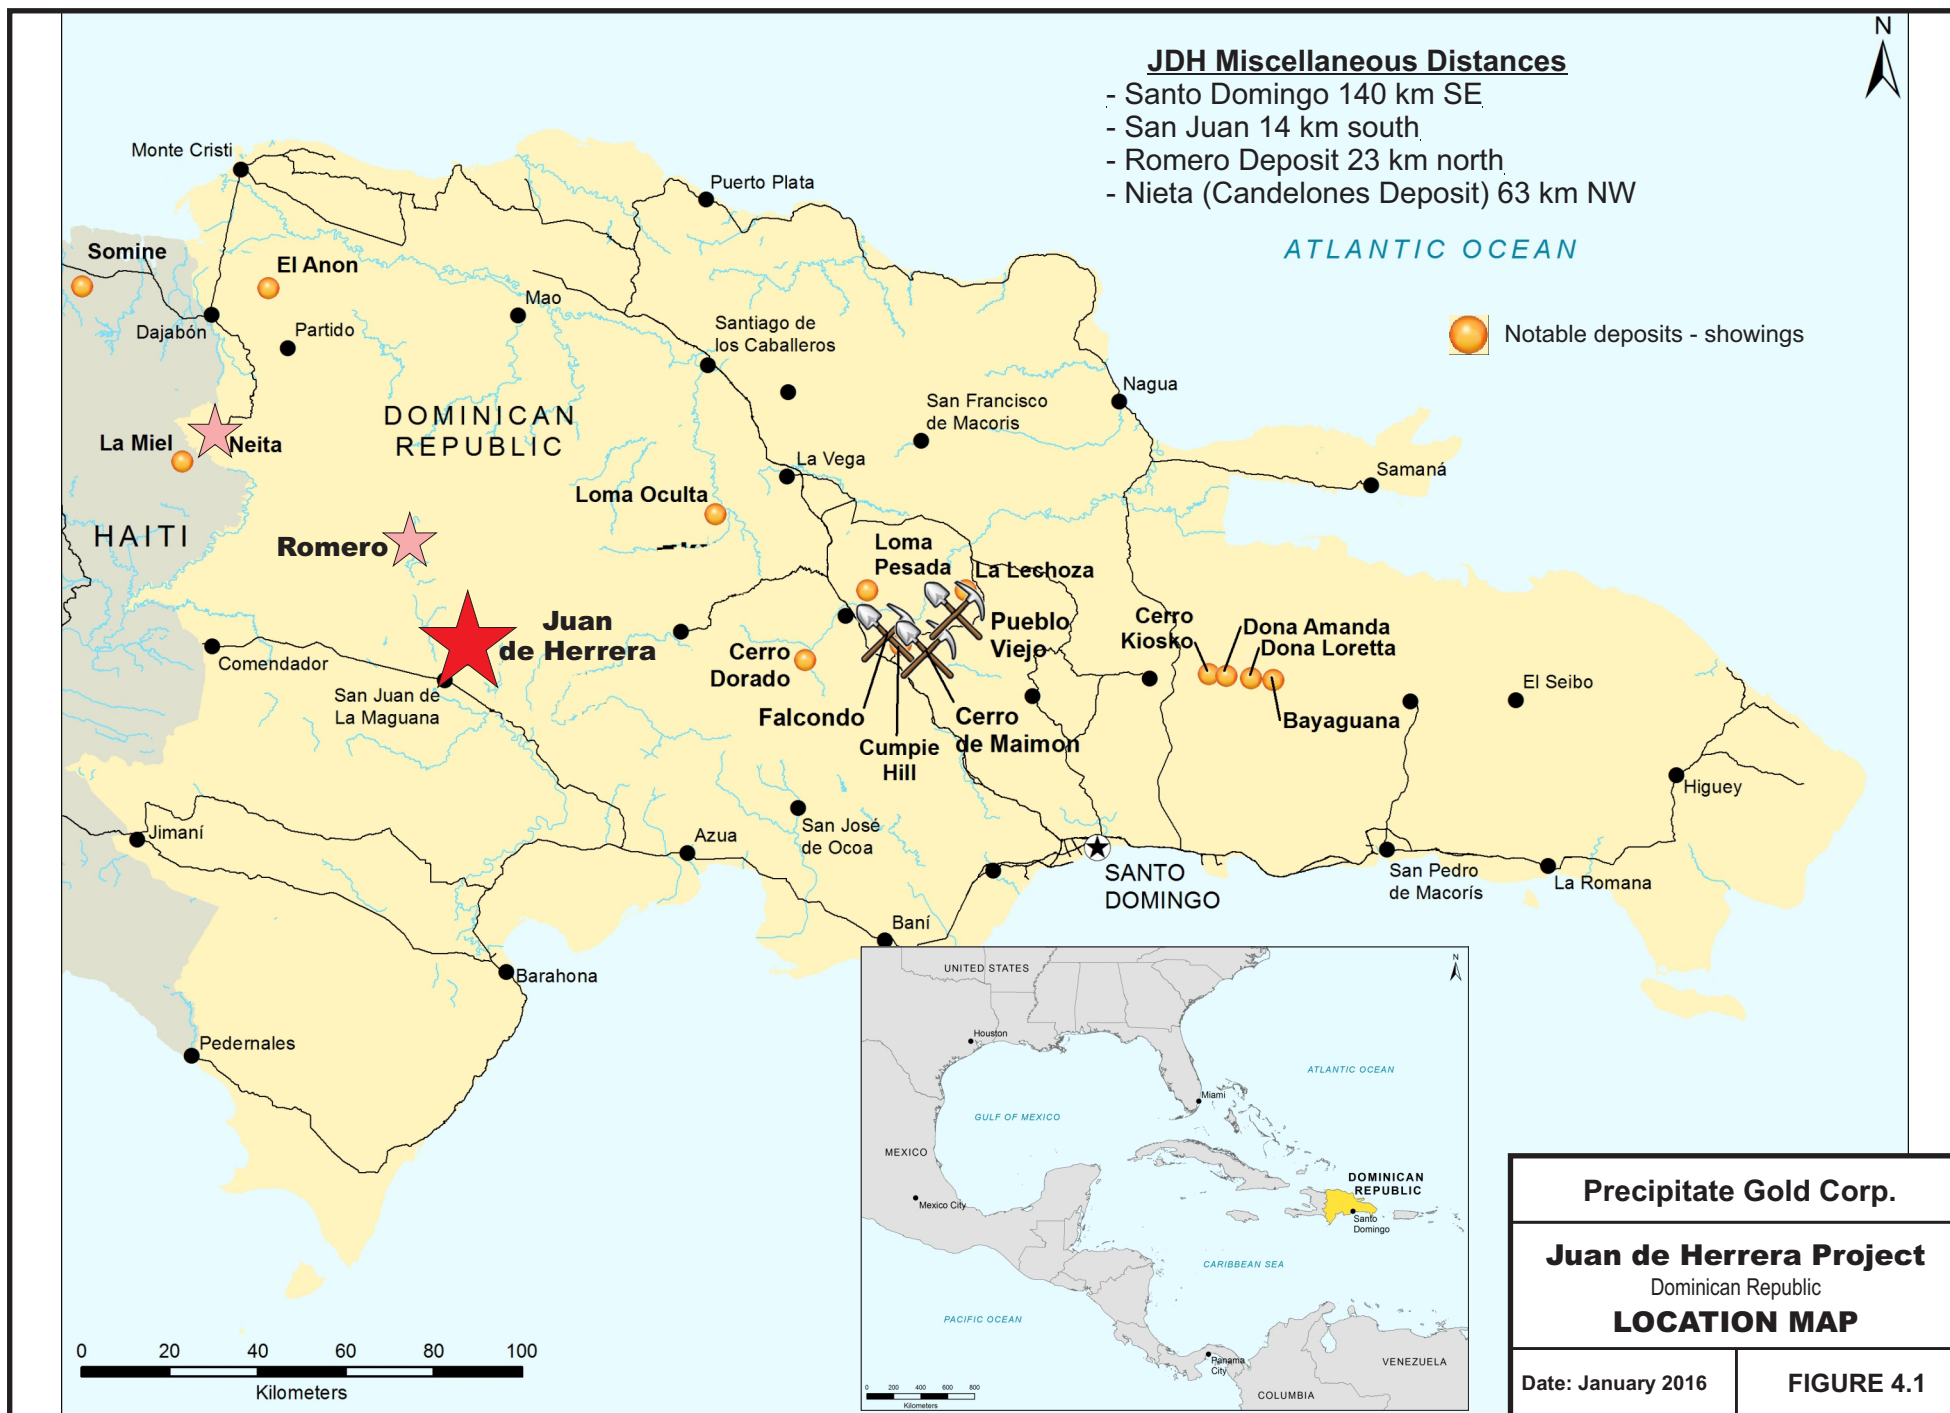 N
JDH Miscellaneous Distances
- Santo Domingo 140 km SE
- San Juan 14 km south
- Romero Deposit 23 km north
- Nieta (Candelones Deposit) 63 km NW
ATLANTIC OCEAN
Notable deposits - showings
Monte Cristi
Puerto Plata
Somine
El Anon
Mao
Dajabón
Partido
Santiago de
los Caballeros
Nagua
DOMINICAN
REPUBLIC
San Francisco
de Macoris
La Miel
Neita
La Vega
Samaná
Loma Oculta
HAITI
Romero
Loma
Pesada
La Lechoza
Juan
de Herrera
Pueblo
Viejo
Cerro
Kiosko
Dona Amanda
Dona Loretta
Comendador
Cerro
Dorado
San Juan de
La Maguana
El Seibo
Falcondo
Cerro
de Maimon
Bayaguana
Cumpie
Hill
Higuey
Jimaní
Azua
San José
de Ocoa
SANTO
DOMINGO
San Pedro
de Macorís
La Romana
Baní
Barahona
Pedernales
UNITED STATES
N
Houston
ATLANTIC OCEAN
Miami
GULF OF MEXICO
MEXICO
Mexico City
DOMINICAN
REPUBLIC
Santo
Domingo
CARIBBEAN SEA
PACIFIC OCEAN
Panama
City
VENEZUELA
COLUMBIA
0 200 400 600 800
Kilometers
0 20 40 60 80 100
Kilometers
Precipitate Gold Corp.
Juan de Herrera Project
Dominican Republic
LOCATION MAP
Date: January 2016
FIGURE 4.1